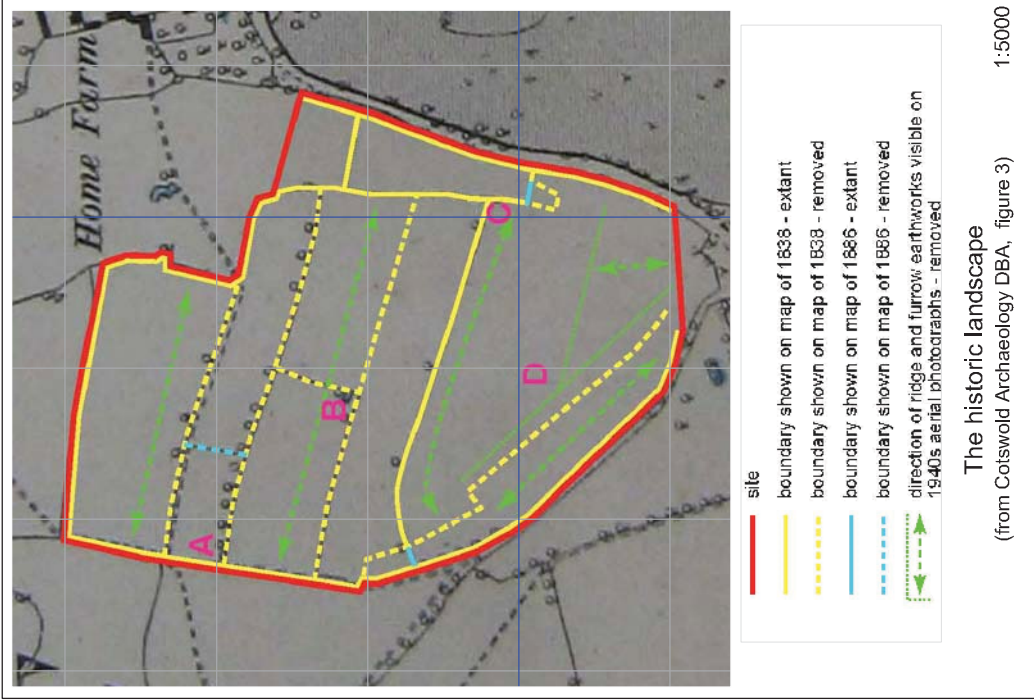 Home Farm
A
B
C
D
site
boundary shown on map of 1838 - extant
boundary shown on map of 1838 - removed
boundary shown on map of 1886 - extant
boundary shown on map of 1886 - removed
direction of ridge and furrow earthworks visible on
1940s aerial photographs - removed
The historic landscape
(from Cotswold Archaeology DBA, figure 3)
1:5000